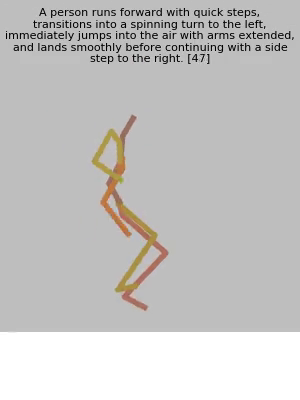 A person runs forward with quick steps,
transitions into a spinning turn to the left,
immediately jumps into the air with arms extended,
and lands smoothly before continuing with a side
step to the right. [47]